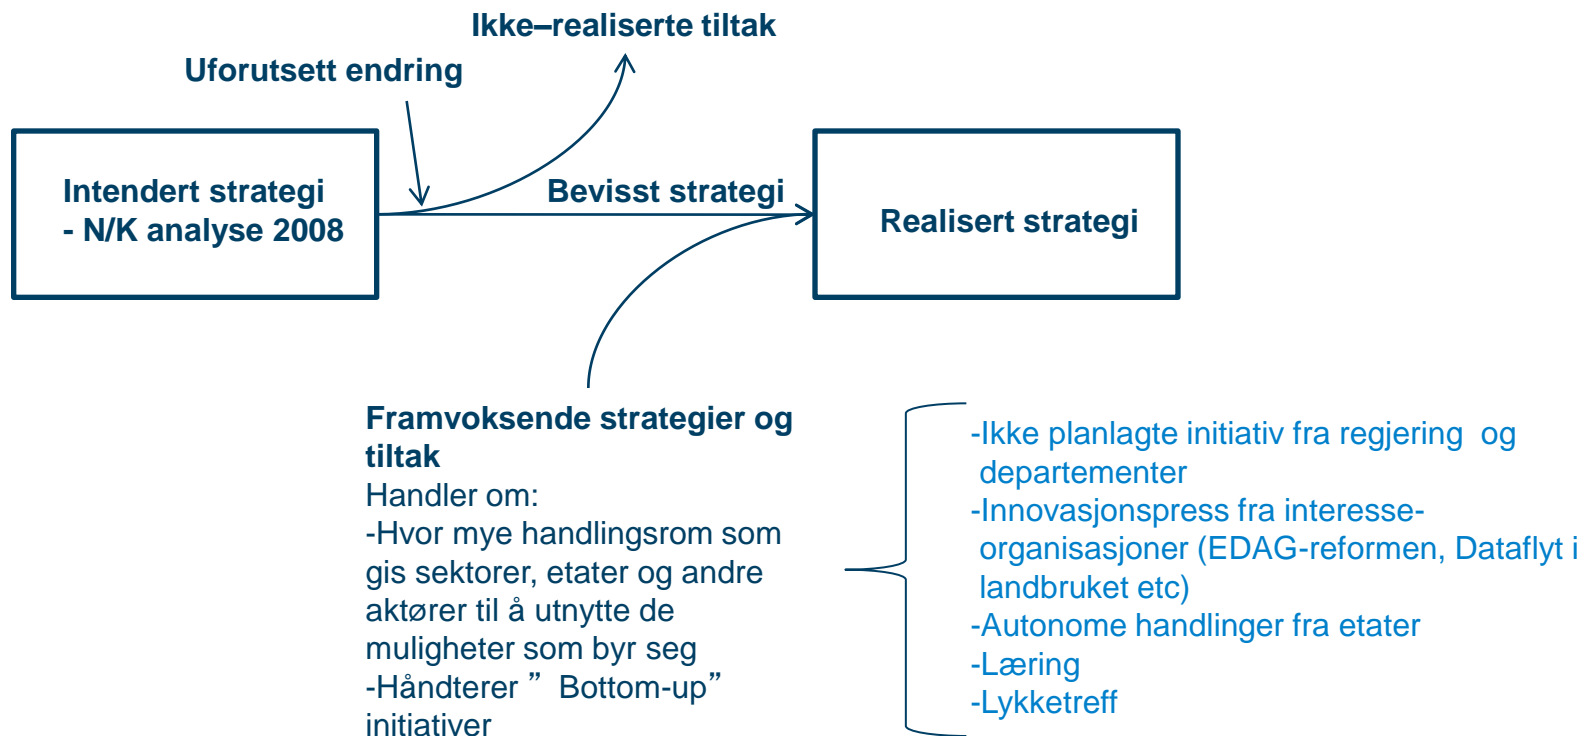 Ikke–realiserte tiltak
Uforutsett endring
Intendert strategi
- N/K analyse 2008
Bevisst strategi
Realisert strategi
Framvoksende strategier og
tiltak
Handler om:
-Hvor mye handlingsrom som
gis sektorer, etater og andre
aktører til å utnytte de
muligheter som byr seg
-Håndterer ” Bottom-up”
initiativer
-Ikke planlagte initiativ fra regjering og
departementer
-Innovasjonspress fra interesse-
organisasjoner (EDAG-reformen, Dataflyt i
landbruket etc)
-Autonome handlinger fra etater
-Læring
-Lykketreff